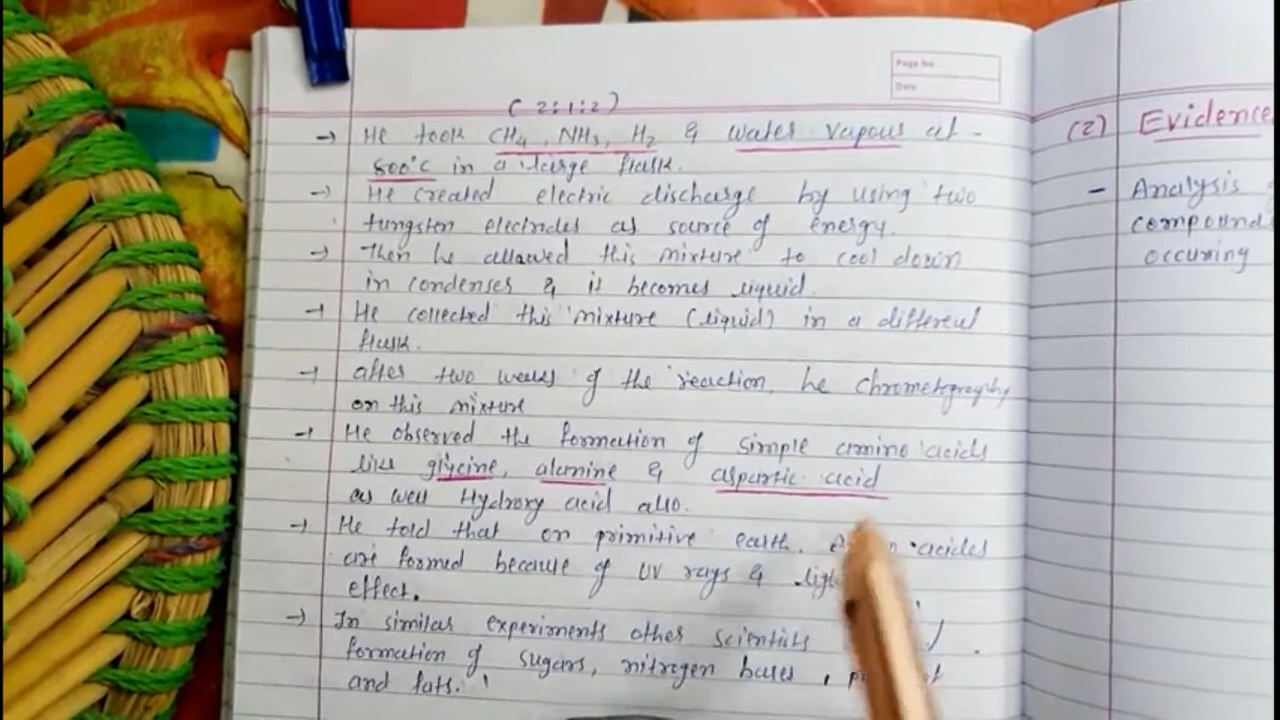 Page No
Date
( 2:1:2 )
→ He took CH4, NH3, H2 & water vapour at -
800°c in a large flask.
→ He created electric discharge by using two
tungsten electrodes as source of energy.
→ Then he allowed this mixture to cool down
in condenser & it becomes liquid.
→ He collected this mixture (liquid) in a different
flask.
→ after two weeks of the reaction, he chrometography
on this mixture
→ He observed the formation of simple amino acids
like glycine, alanine & aspartic acid
as well Hydroxy acid also.
→ He told that on primitive earth, acides
are formed because of UV rays &
effect.
→ In similar experiments other scientists
formation of sugars, nitrogen bases,
and fats.
(2) Evidence
- Analysis
compound
occuring